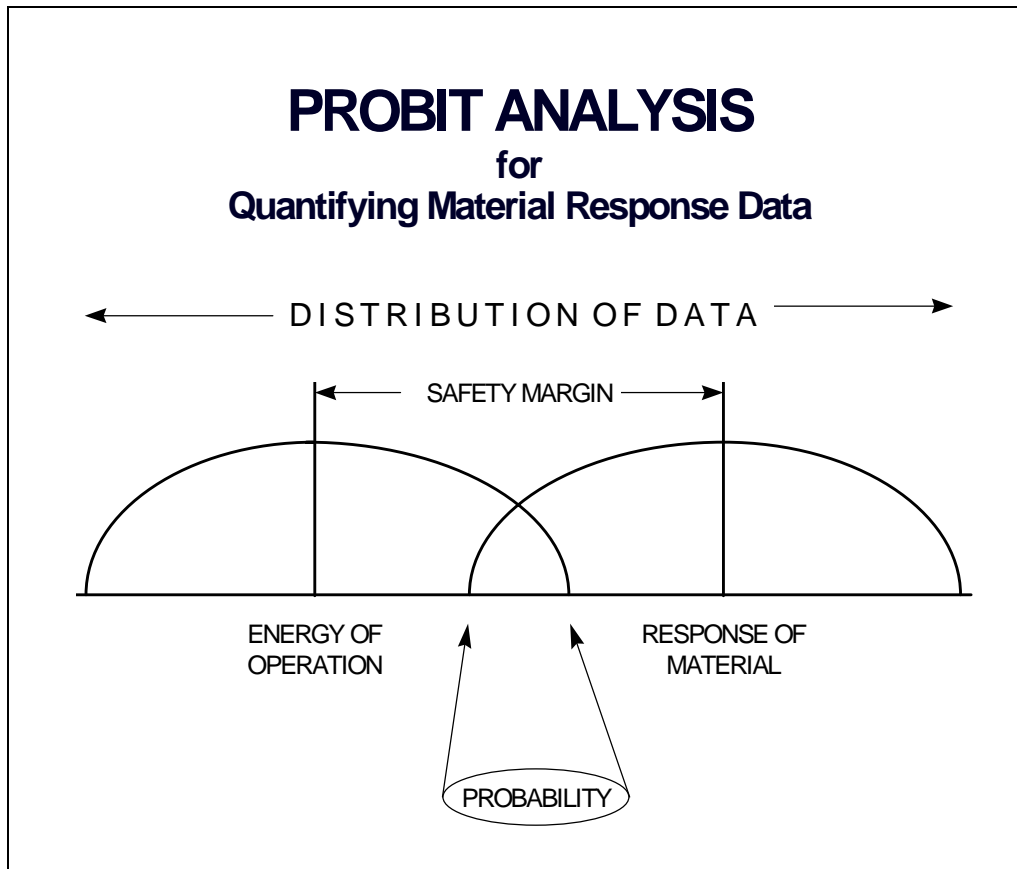 PROBIT ANALYSIS
for
Quantifying Material Response Data
DISTRIBUTION OF DATA
SAFETY MARGIN
ENERGY OF
OPERATION
RESPONSE OF
MATERIAL
PROBABILITY